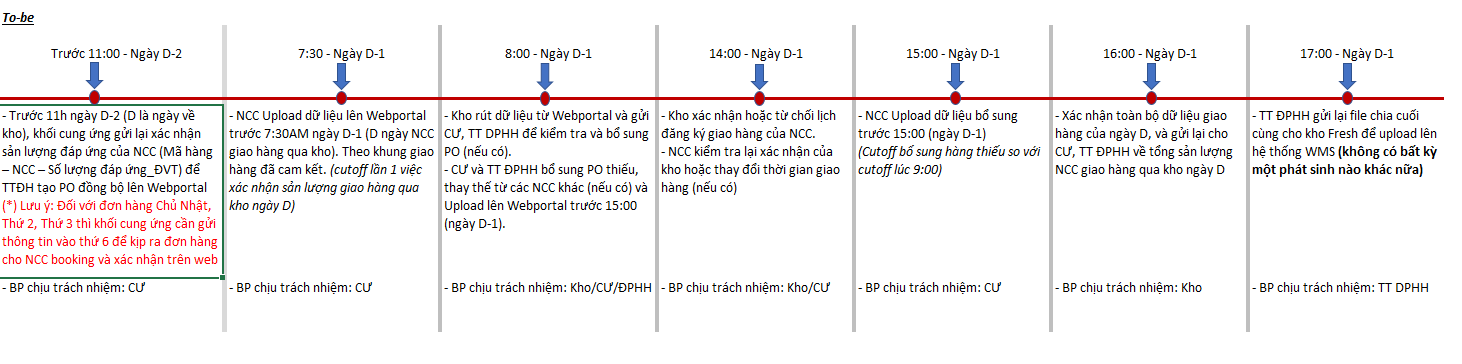 To-be
Trước 11:00 - Ngày D-2
- Trước 11h ngày D-2 (D là ngày về
kho), khối cung ứng gửi lại xác nhận
sản lượng đáp ứng của NCC (Mã hàng
– NCC – Số lượng đáp ứng_ĐVT) để
TTĐH tạo PO đồng bộ lên Webportal
(*) Lưu ý: Đối với đơn hàng Chủ Nhật,
Thứ 2, Thứ 3 thì khối cung ứng cần gửi
thông tin vào thứ 6 để kịp ra đơn hàng
cho NCC booking và xác nhận trên web
- BP chịu trách nhiệm: CƯ
7:30 - Ngày D-1
- NCC Upload dữ liệu lên Webportal
trước 7:30AM ngày D-1 (D ngày NCC
giao hàng qua kho). Theo khung giao
hàng đã cam kết. (cutoff lần 1 việc
xác nhận sản lượng giao hàng qua
kho ngày D)
- BP chịu trách nhiệm: CƯ
8:00 - Ngày D-1
- Kho rút dữ liệu từ Webportal và gửi
CƯ, TT DPHH để kiểm tra và bổ sung
PO (nếu có).
- CƯ và TT ĐPHH bổ sung PO thiếu,
thay thế từ các NCC khác (nếu có) và
Upload lên Webportal trước 15:00
(ngày D-1).
- BP chịu trách nhiệm: Kho/CƯ/ĐPHH
14:00 - Ngày D-1
- Kho xác nhận hoặc từ chối lịch
đăng ký giao hàng của NCC.
- NCC kiểm tra lại xác nhận của
kho hoặc thay đổi thời gian giao
hàng (nếu có)
- BP chịu trách nhiệm: Kho/CƯ
15:00 - Ngày D-1
- NCC Upload dữ liệu bổ sung
trước 15:00 (ngày D-1)
(Cutoff bổ sung hàng thiếu so với
cutoff lúc 9:00)
- BP chịu trách nhiệm: CƯ
16:00 - Ngày D-1
- Xác nhận toàn bộ dữ liệu giao
hàng của ngày D, và gửi lại cho
CƯ, TT ĐPHH về tổng sản lượng
NCC giao hàng qua kho ngày D
- BP chịu trách nhiệm: Kho
17:00 - Ngày D-1
- TT ĐPHH gửi lại file chia cuối
cùng cho kho Fresh để upload lên
hệ thống WMS (không có bất kỳ
một phát sinh nào khác nữa)
- BP chịu trách nhiệm: TT DPHH